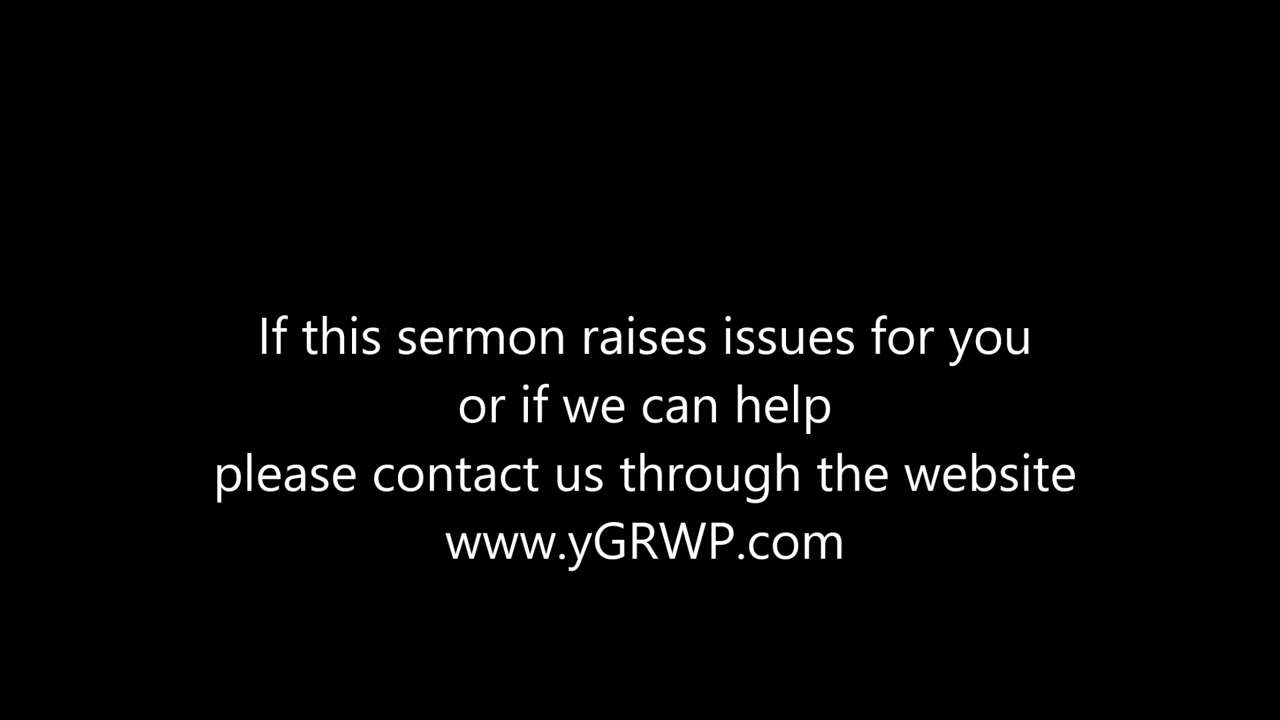 If this sermon raises issues for you
or if we can help
please contact us through the website
www.yGRWP.com